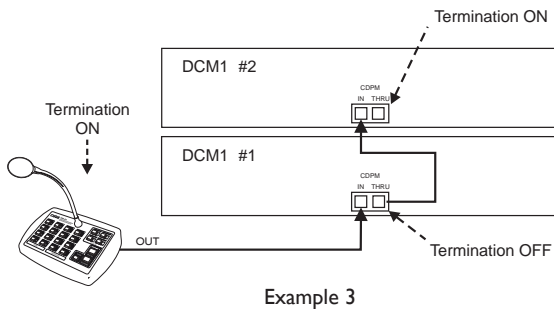 Termination ON
DCM1 #2
CDPM
IN THRU
Termination
ON
DCM1 #1
CDPM
IN THRU
OUT
Termination OFF
Example 3